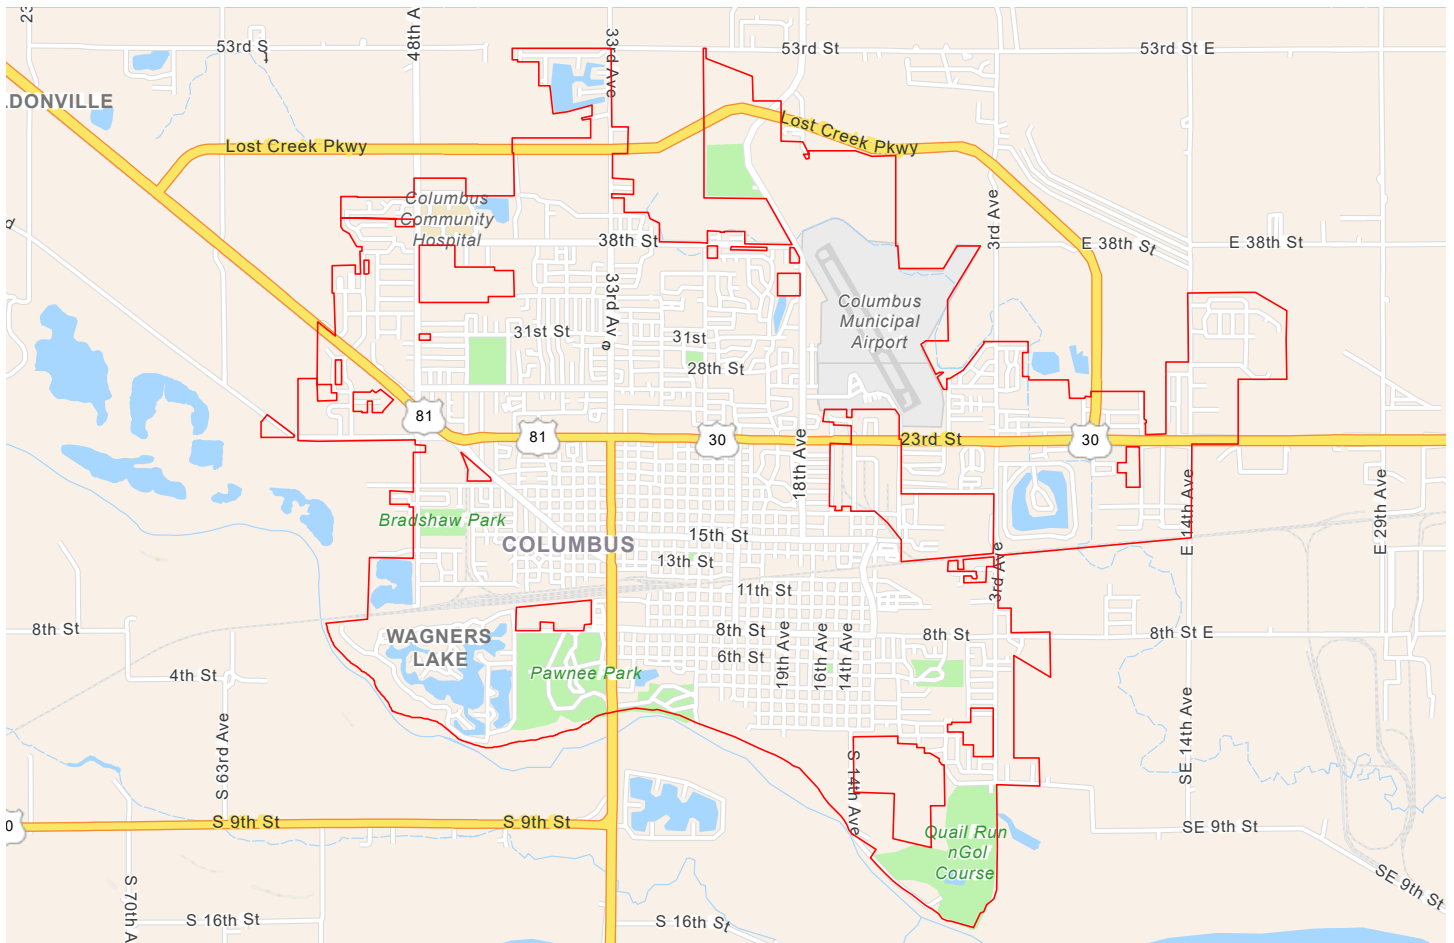 23
48th A
53rd S
33rd Ave
53rd St
53rd St E
LDONVILLE
Lost Creek Pkwy
Lost Creek Pkwy
Columbus
Community
Hospital
3rd Ave
38th St
E 38th St
E 38th St
33rd Ave
Columbus
Municipal
Airport
31st St
31st
28th St
81
81
30
23rd St
30
18th Ave
E 14th Ave
E 29th Ave
Bradshaw Park
COLUMBUS
15th St
13th St
11th St
3rd Ave
8th St
WAGNERS
LAKE
8th St
6th St
19th Ave
16th Ave
14th Ave
8th St
8th St E
4th St
Pawnee Park
S 63rd Ave
SE 14th Ave
S 14th Ave
0
S 9th St
S 9th St
SE 9th St
Quail Run
nGol
Course
SE 9th St
S 70th A
S 16th St
S 16th St